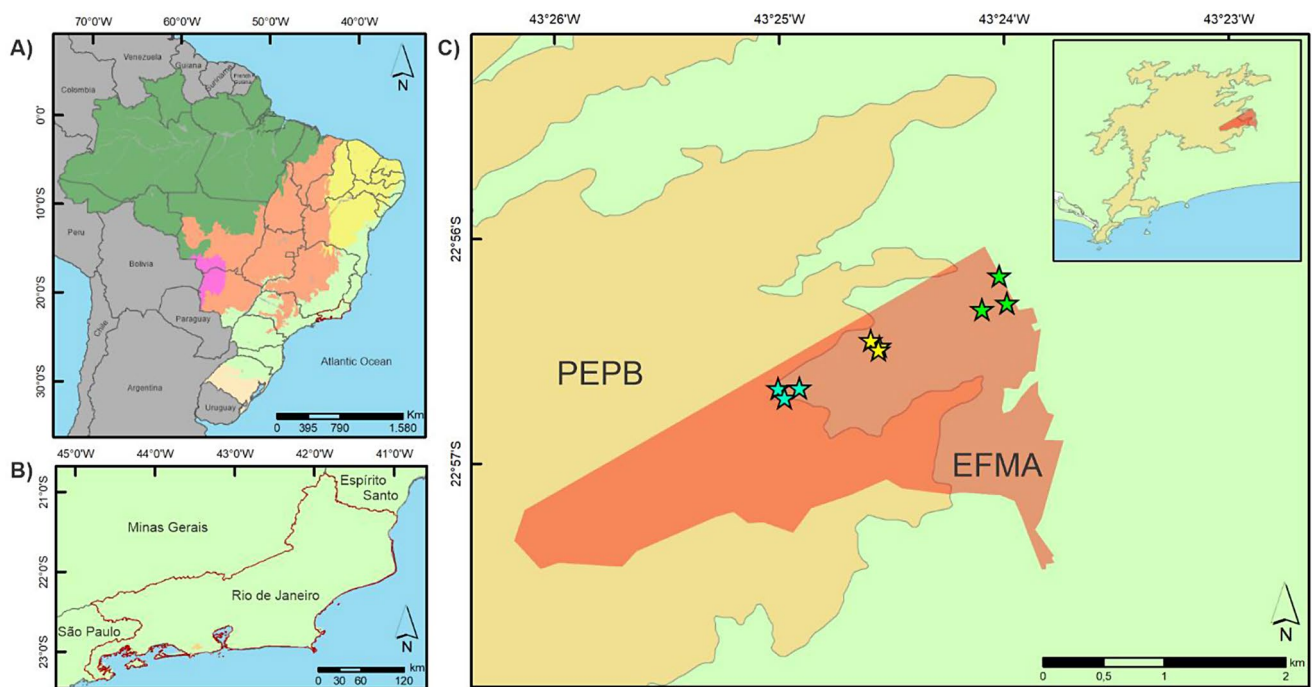 A)
70°0'W 60°0'W 50°0'W 40°0'W
0°0'
10°0'S
20°0'S
30°0'S
Venezuela
Guiana
Suriname
French
Guiana
Colombia
Peru
Bolivia
Paraguay
Chile
Argentina
Uruguay
Atlantic Ocean
N
Km
0 395 790 1.580
B)
45°0'W 44°0'W 43°0'W 42°0'W 41°0'W
21°0'S
22°0'S
23°0'S
Espírito
Santo
Minas Gerais
Rio de Janeiro
São Paulo
N
km
0 30 60 120
C)
43°26'W 43°25'W 43°24'W 43°23'W
22°56'S
22°57'S
PEPB
EFMA
N
km
0 0,5 1 2